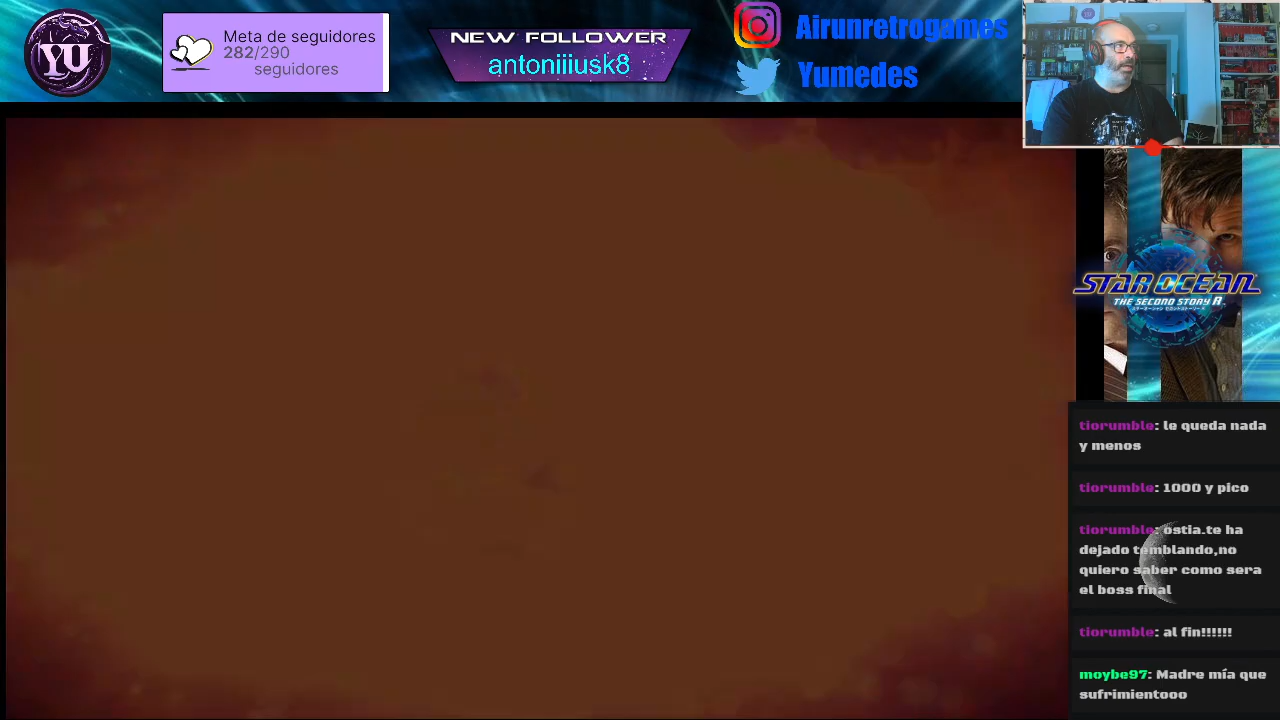 YU
Meta de seguidores
282/290
seguidores
NEW FOLLOWER
antoniiiusk8
Airunretrogames
Yumedes
STAR OCEAN
THE SECOND STORY R
tiorumble: le queda nada
y menos
tiorumble: 1000 y pico
tiorumble: ostia.te ha
dejado temblando,no
quiero saber como sera
el boss final
tiorumble: al fin!!!!!!
moybe97: Madre mía que
sufrimientooo